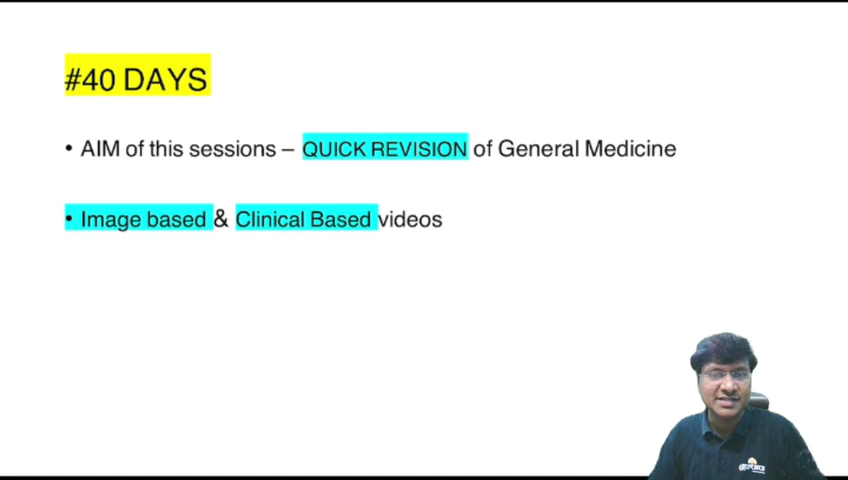 #40 DAYS
• AIM of this sessions – QUICK REVISION of General Medicine
• Image based & Clinical Based videos